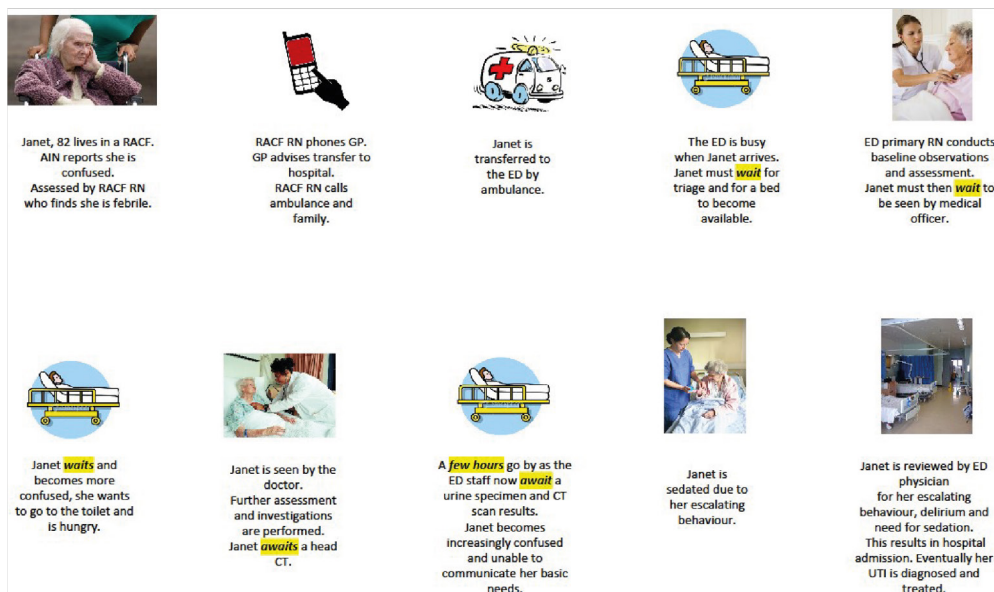 Janet, 82 lives in a RACF.
AIN reports she is
confused.
Assessed by RACF RN
who finds she is febrile.
RACF RN phones GP.
GP advises transfer to
hospital.
RACF RN calls
ambulance and
family.
Janet is
transferred to
the ED by
ambulance.
The ED is busy
when Janet arrives.
Janet must wait for
triage and for a bed
to become
available.
ED primary RN conducts
baseline observations
and assessment.
Janet must then wait to
be seen by medical
officer.
Janet waits and
becomes more
confused, she wants
to go to the toilet and
is hungry.
Janet is seen by the
doctor.
Further assessment
and investigations
are performed.
Janet awaits a head
CT.
A few hours go by as the
ED staff now await a
urine specimen and CT
scan results.
Janet becomes
increasingly confused
and unable to
communicate her basic
needs.
Janet is
sedated due to
her escalating
behaviour.
Janet is reviewed by ED
physician
for her escalating
behaviour, delirium and
need for sedation.
This results in hospital
admission. Eventually her
UTI is diagnosed and
treated.